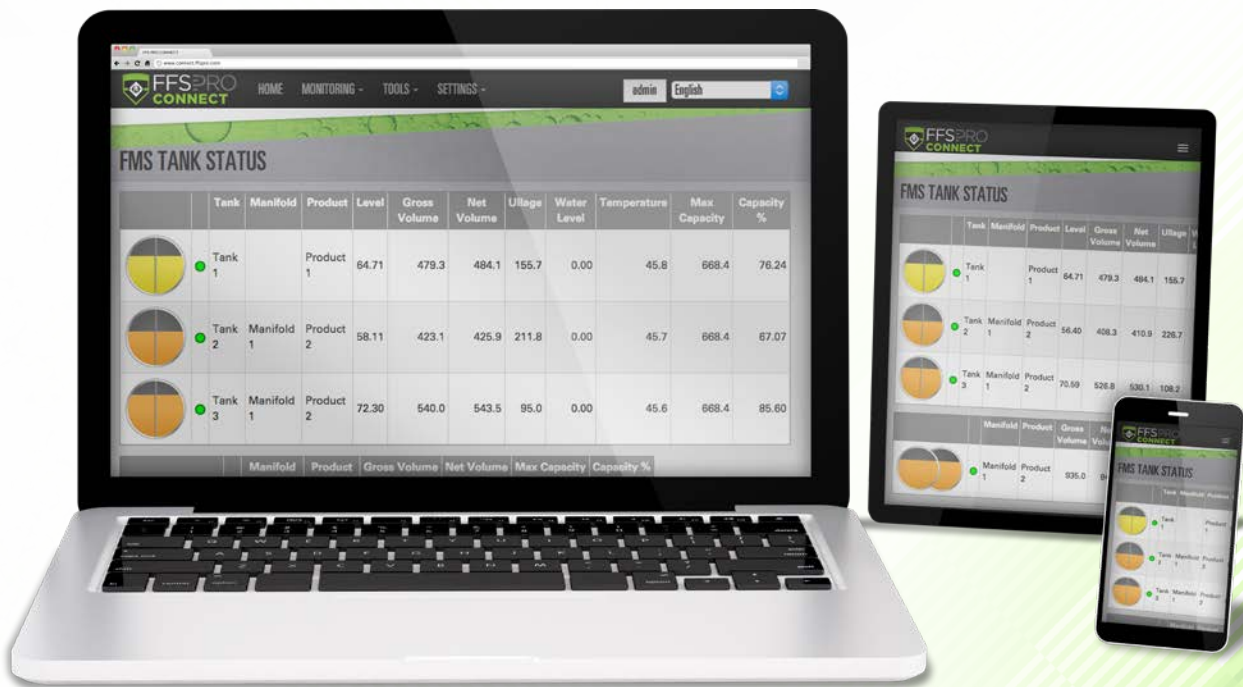 www.connect.ffspro.com
FFSPRO
CONNECT
HOME MONITORING TOOLS SETTINGS
admin English
FMS TANK STATUS
Tank Manifold Product Level Gross Volume Net Volume Ullage Water Level Temperature Max Capacity Capacity %
Tank 1 Product 1 64.71 479.3 484.1 155.7 0.00 45.8 668.4 76.24
Tank 2 Manifold 1 Product 2 58.11 423.1 425.9 211.8 0.00 45.7 668.4 67.07
Tank 3 Manifold 1 Product 2 72.30 540.0 543.5 95.0 0.00 45.6 668.4 85.60
Manifold Product Gross Volume Net Volume Max Capacity Capacity %
FFSPRO
CONNECT
FMS TANK STATUS
Tank Manifold Product Level Gross Volume Net Volume Ullage
Tank 1 Product 1 64.71 479.3 484.1 155.7
Tank 2 Manifold 1 Product 2 56.40 408.3 410.9 226.7
Tank 3 Manifold 1 Product 2 70.59 526.8 530.1 108.2
Manifold Product Gross Volume
Manifold 1 Product 2 935.0
FFSPRO
CONNECT
FMS TANK STATUS
Tank Manifold Product
Tank 1 Product 1
Tank 2 Manifold 1 Product 2
Tank 3 Manifold 1 Product 2